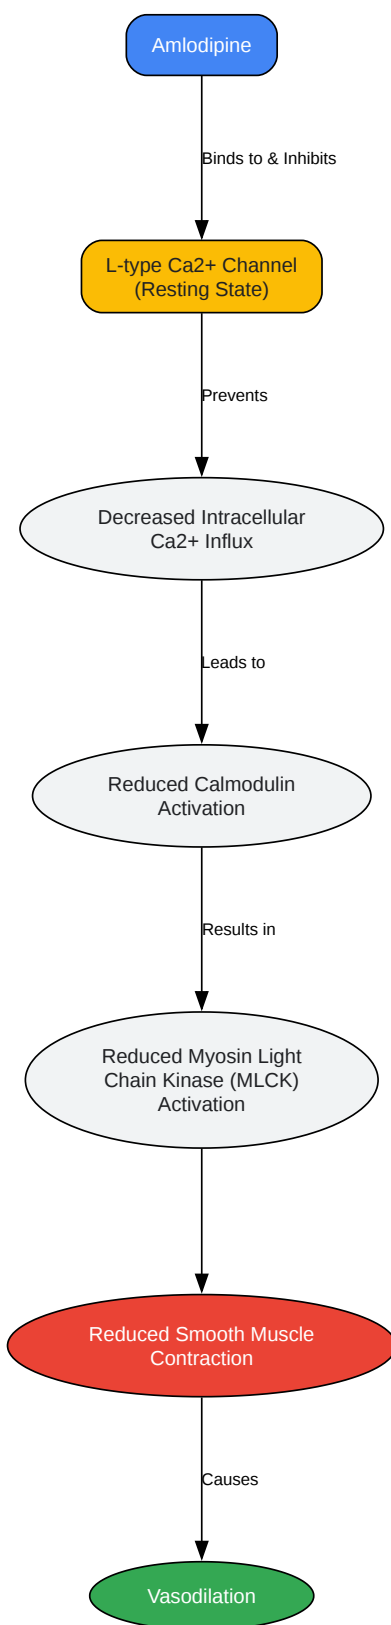 Amlodipine
Binds to & Inhibits
L-type Ca2+ Channel
(Resting State)
Prevents
Decreased Intracellular
Ca2+ Influx
Leads to
Reduced Calmodulin
Activation
Results in
Reduced Myosin Light
Chain Kinase (MLCK)
Activation
Reduced Smooth Muscle
Contraction
Causes
Vasodilation